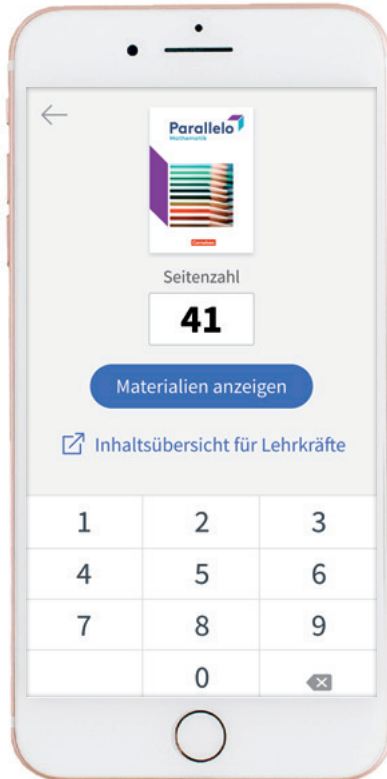 Parallelo
Mathematik
Cornelsen
Seitenzahl
41
Materialien anzeigen
Inhaltsübersicht für Lehrkräfte
1 2 3
4 5 6
7 8 9
0